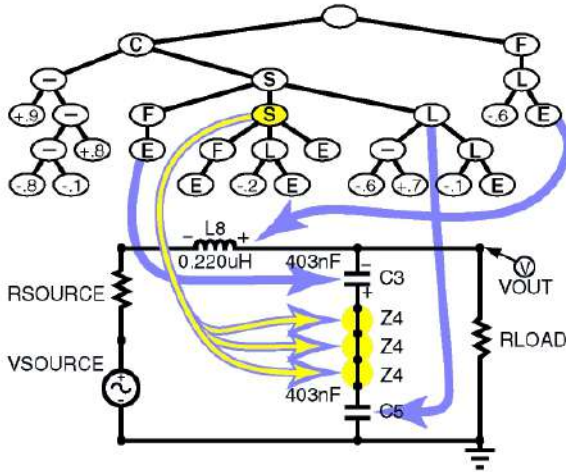 C F
- S L
+.9 - F S L -.6 E
- +.8 E F L E - L
-.8 -.1 E -.2 E -.6 +.7 -.1 E
- L8 +
0.220uH
403nF
-
C3
+
V
VOUT
RSOURCE
Z4
Z4
RLOAD
VSOURCE
+
-
Z4
403nF
C5